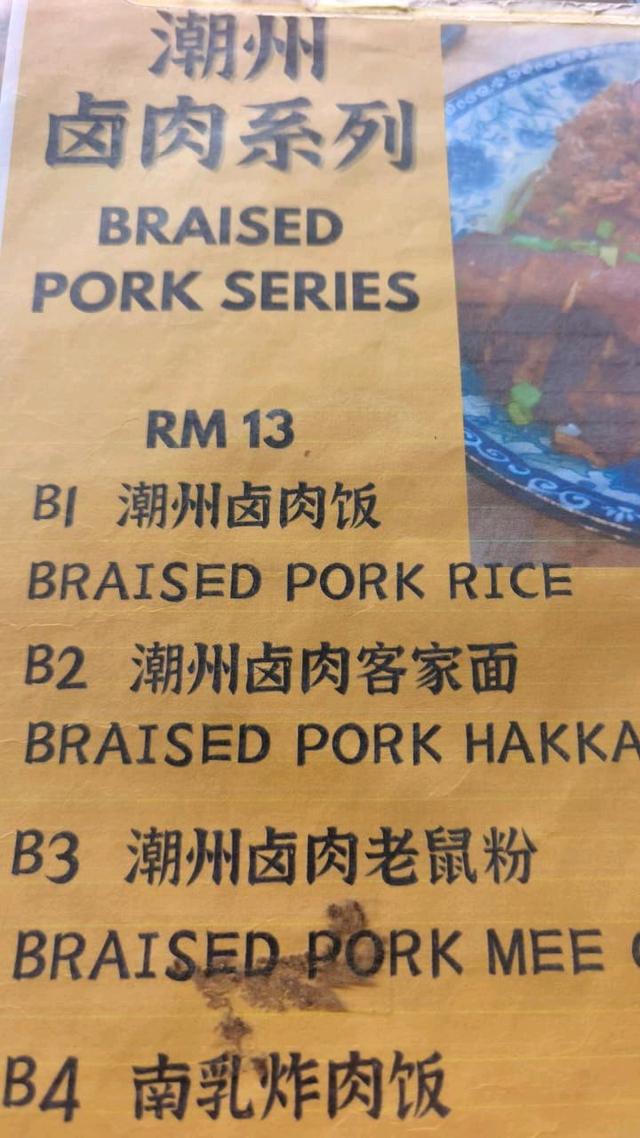 潮州
卤肉系列
BRAISED
PORK SERIES
RM 13
B1 潮州卤肉饭
BRAISED PORK RICE
B2 潮州卤肉客家面
BRAISED PORK HAKKA
B3 潮州卤肉老鼠粉
BRAISED PORK MEE
B4 南乳炸肉饭